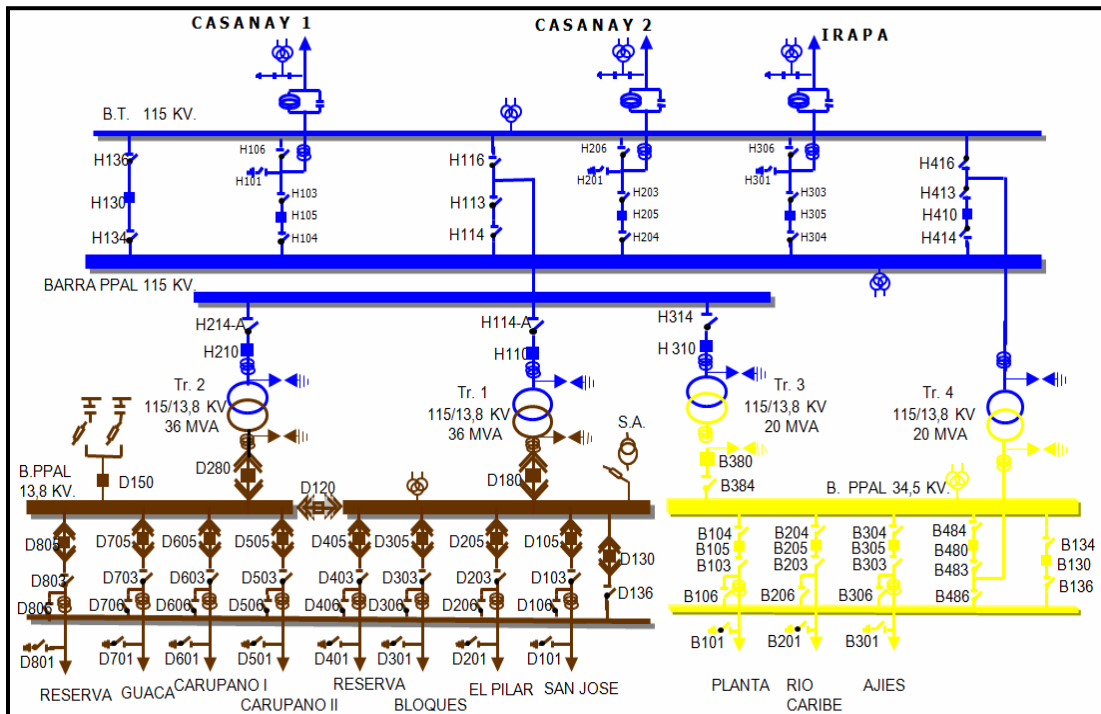 CASANAY 1
CASANAY 2
IRAPA
B.T. 115 KV.
H136
H106
H116
H206
H306
H416
H101
H201
H301
H130
H103
H113
H203
H303
H413
H105
H205
H305
H410
H134
H104
H114
H204
H304
H414
BARRA PPAL 115 KV.
H214-A
H114-A
H314
H210
H110
H 310
Tr. 2
115/13,8 KV
36 MVA
Tr. 1
115/13,8 KV
36 MVA
Tr. 3
115/13,8 KV
20 MVA
Tr. 4
115/13,8 KV
20 MVA
S.A.
D280
D180
B380
B384
B.PPAL
13,8 KV.
D150
D120
B. PPAL 34,5 KV.
D805
D705
D605
D505
D405
D305
D205
D105
D130
B104
B105
B103
B204
B205
B203
B304
B305
B303
B484
B480
B483
B134
B130
B136
D803
D703
D603
D503
D403
D303
D203
D103
D136
D806
D706
D606
D506
D406
D306
D206
D106
B106
B206
B306
B486
D801
D701
D601
D501
D401
D301
D201
D101
B101
B201
B301
RESERVA
GUACA
CARUPANO I
CARUPANO II
RESERVA
BLOQUES
EL PILAR
SAN JOSE
PLANTA
RIO
CARIBE
AJIES